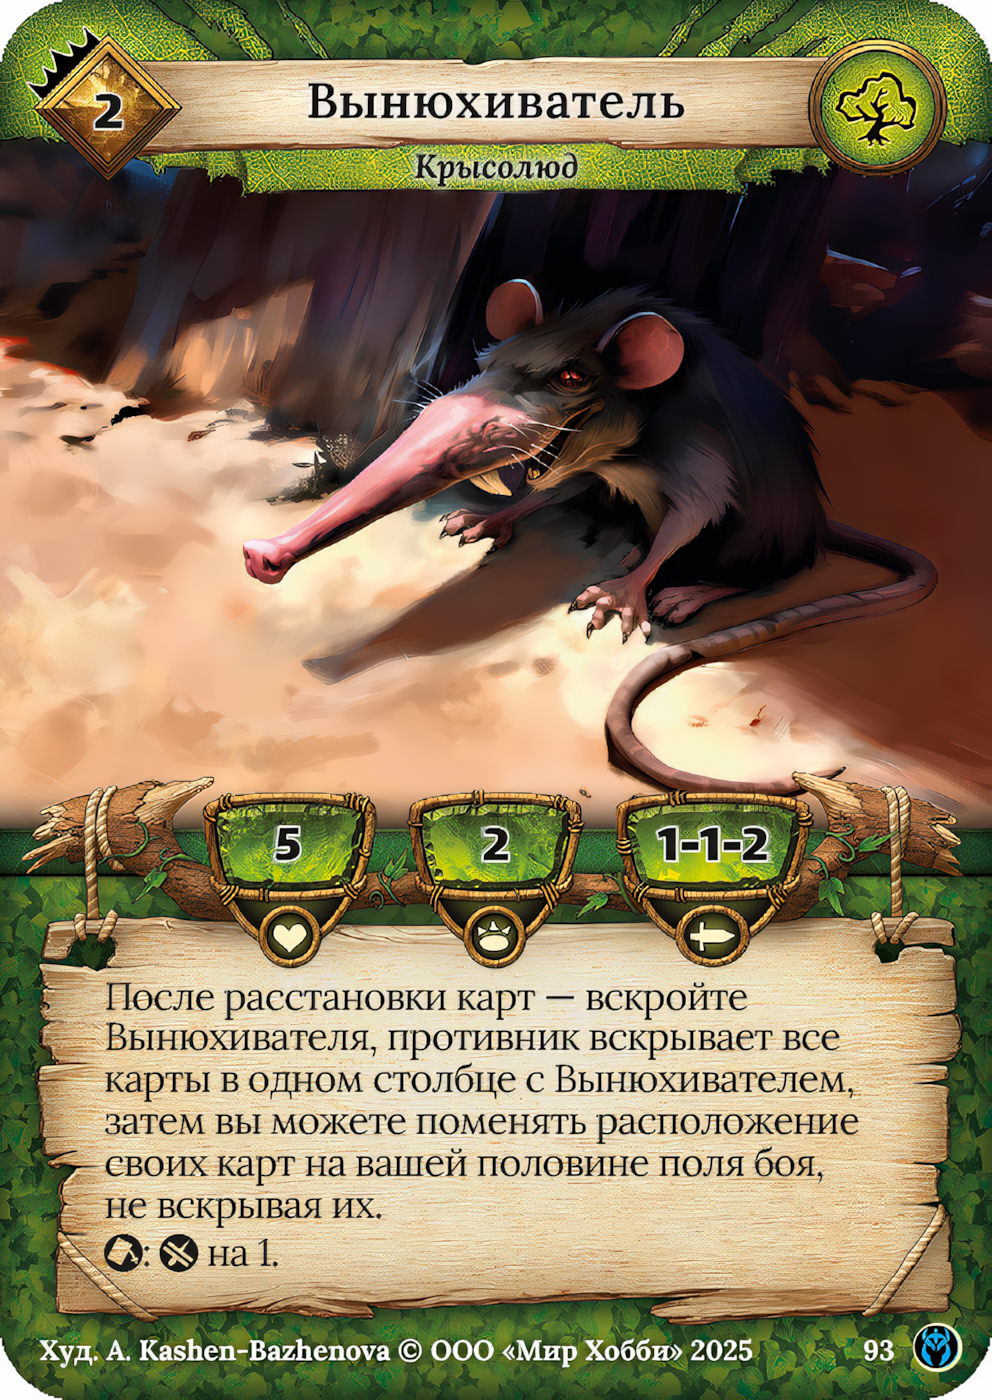 2
Вынюхиватель
Крысолюд
5
2
1-1-2
После расстановки карт — вскройте
Вынюхивателя, противник вскрывает все
карты в одном столбце с Вынюхивателем,
затем вы можете поменять расположение
своих карт на вашей половине поля боя,
не вскрывая их.
: на 1.
Худ. A. Kashen-Bazhenova © ООО «Мир Хобби» 2025
93